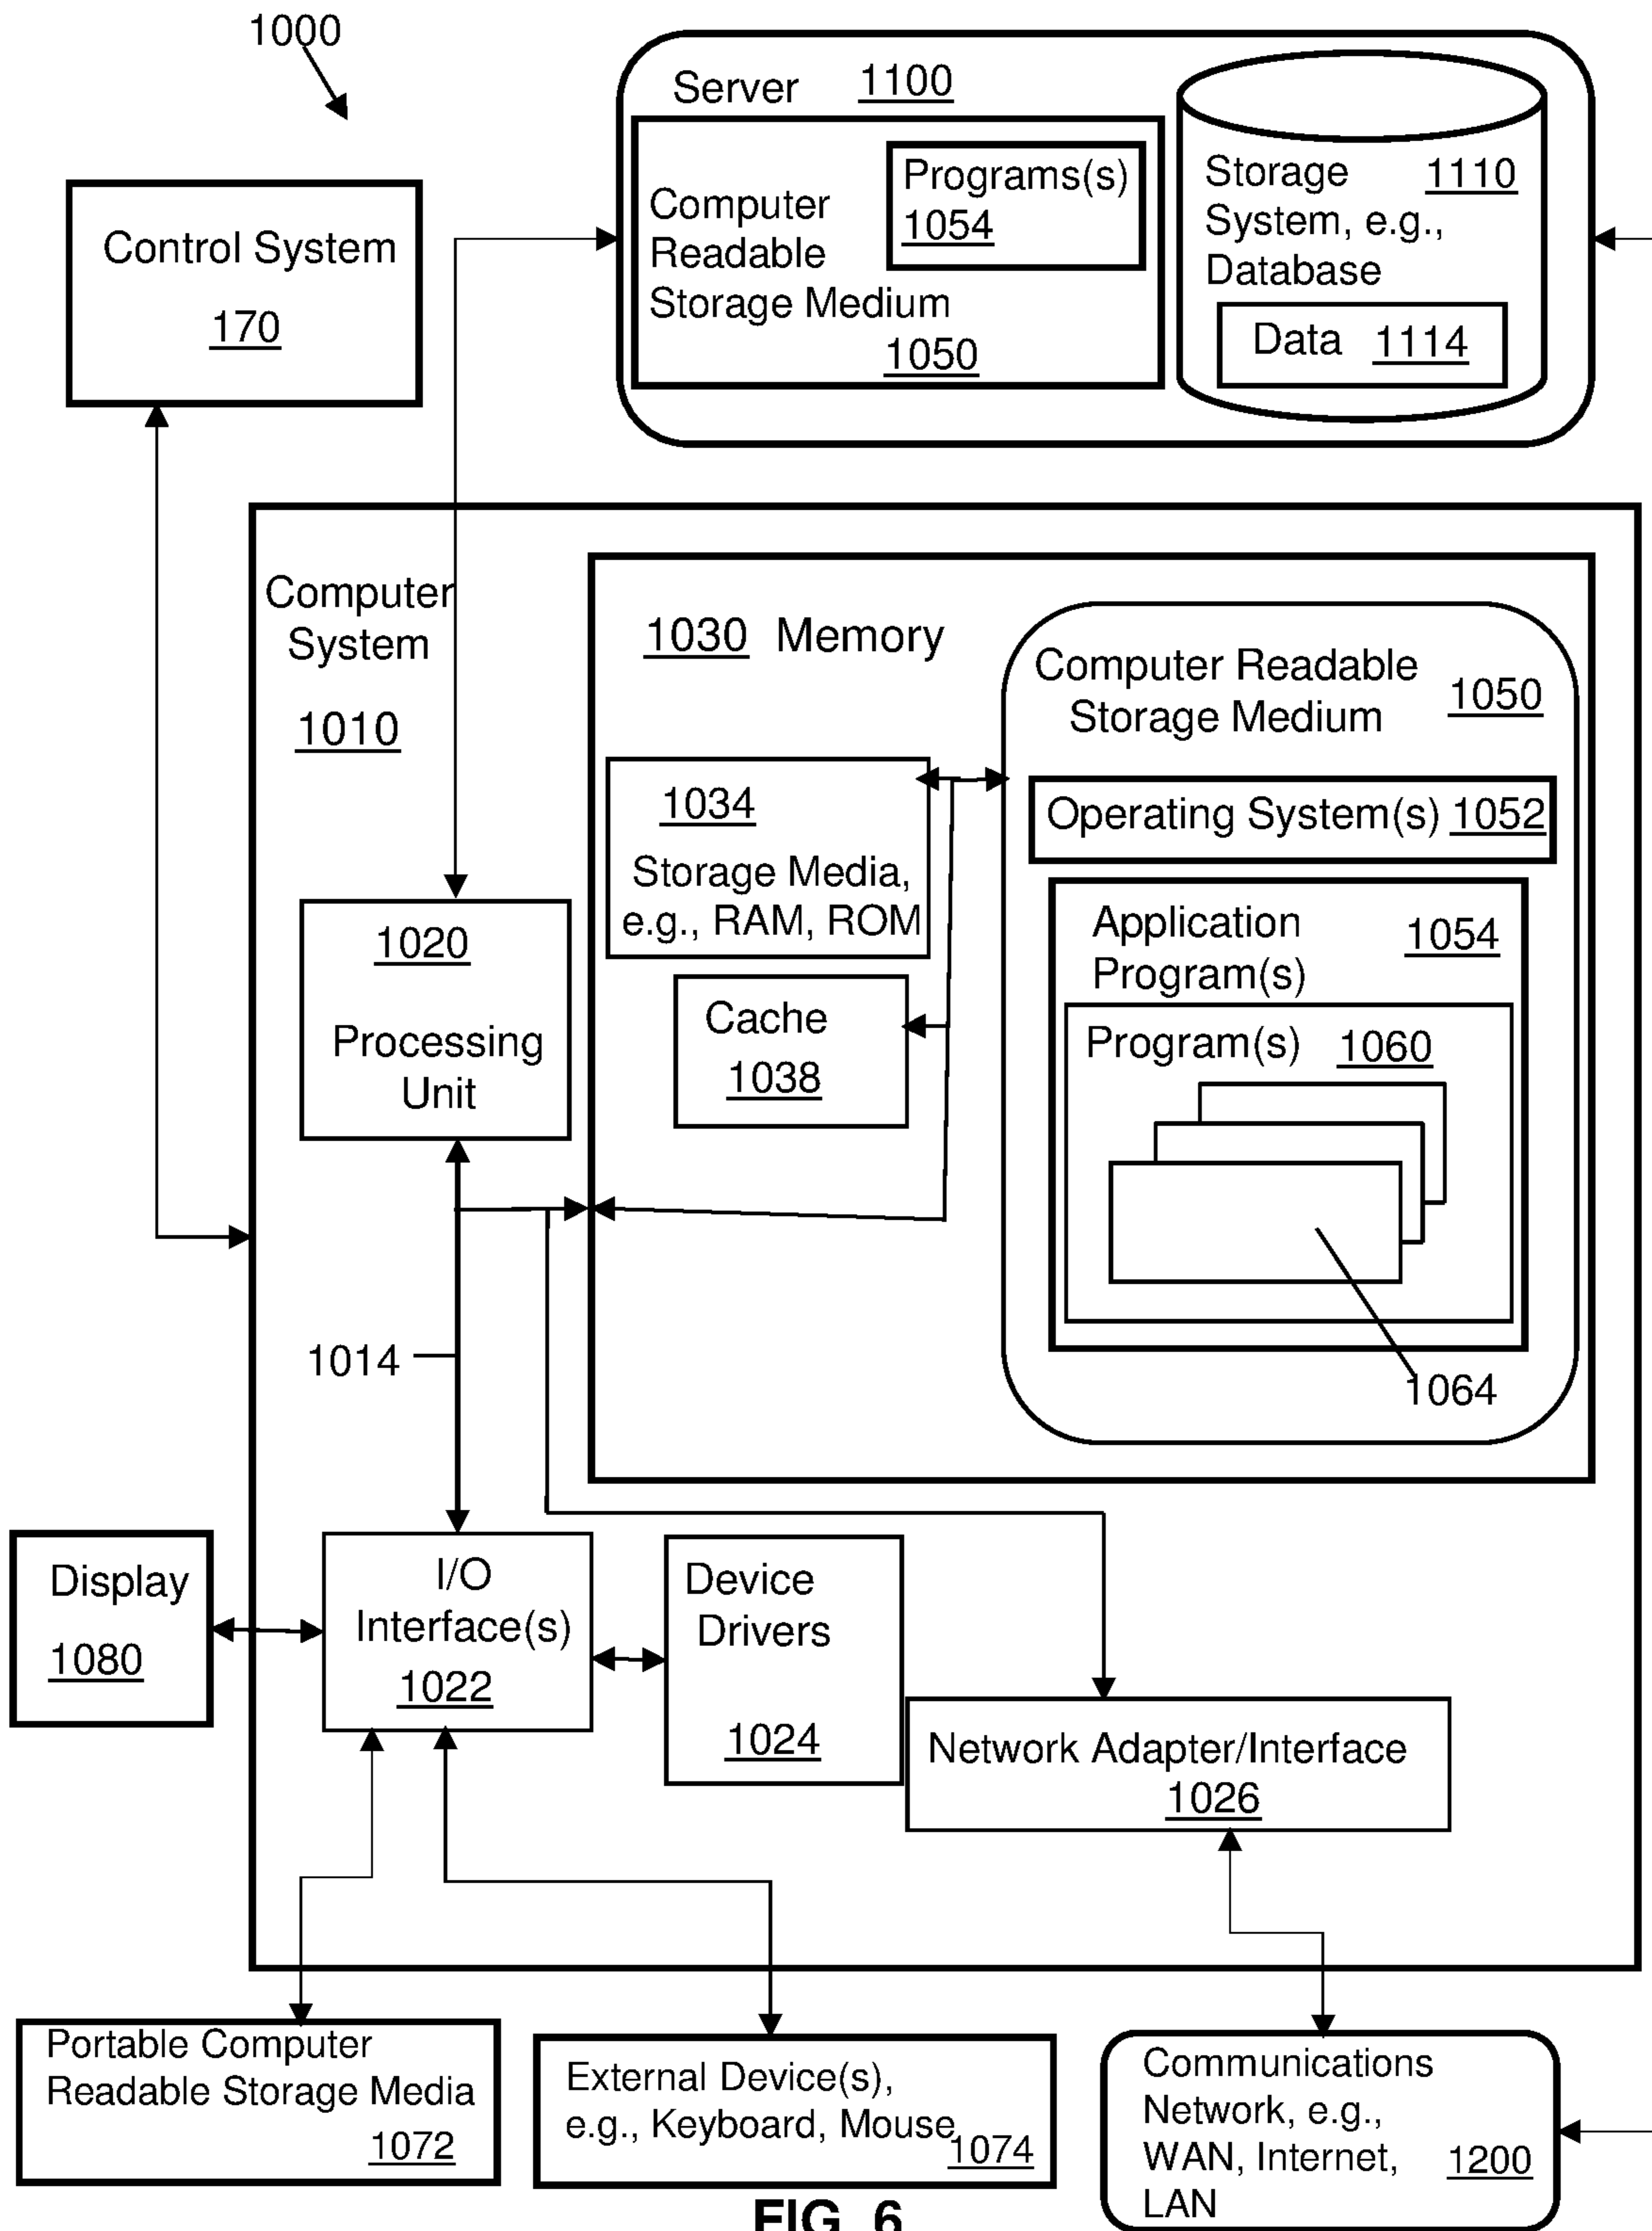 1000
Server 1100
Programs(s)
1054
Computer
Readable
Storage Medium
1050
Storage 1110
System, e.g.,
Database
Data 1114
Control System
170
Computer
System
1010
1030 Memory
Computer Readable
Storage Medium 1050
1034
Storage Media,
e.g., RAM, ROM
Operating System(s) 1052
Application
Program(s) 1054
Cache
1038
Program(s) 1060
1064
1020
Processing
Unit
1014
Display
1080
I/O
Interface(s)
1022
Device
Drivers
1024
Network Adapter/Interface
1026
Portable Computer
Readable Storage Media
1072
External Device(s),
e.g., Keyboard, Mouse
1074
Communications
Network, e.g.,
WAN, Internet, 1200
LAN
FIG. 6